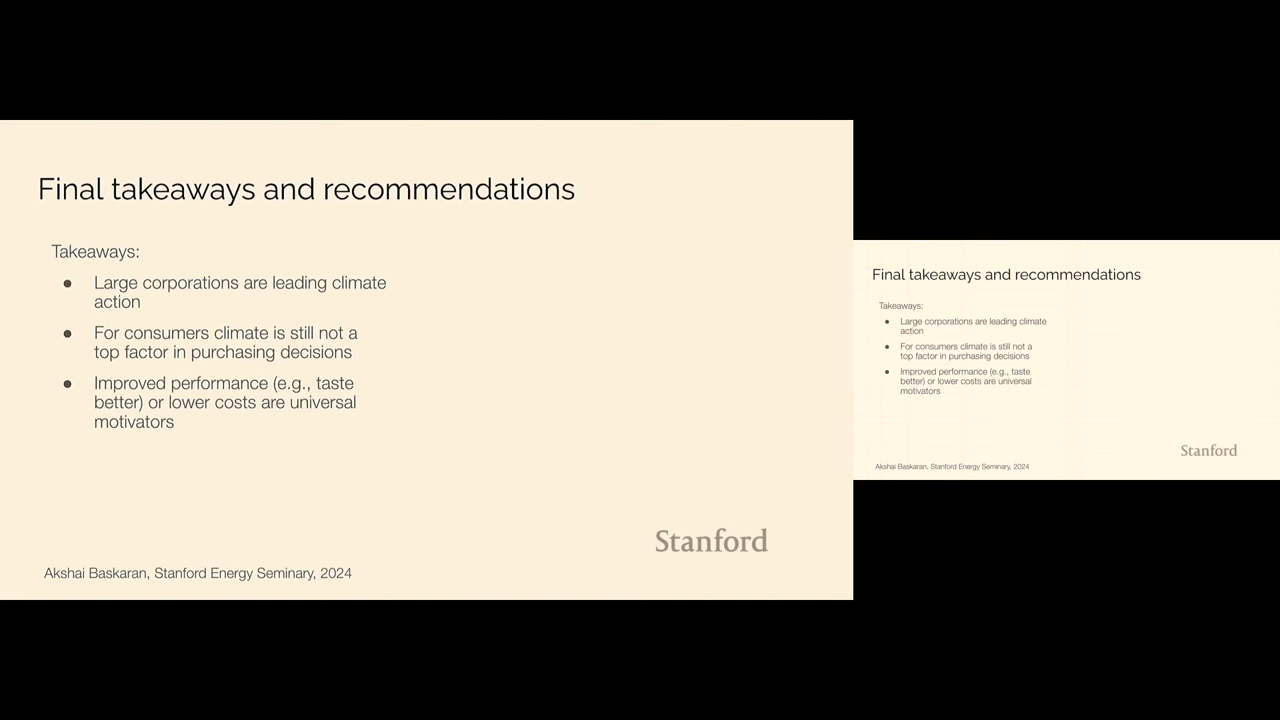 Final takeaways and recommendations
Takeaways:
● Large corporations are leading climate
action
● For consumers climate is still not a
top factor in purchasing decisions
● Improved performance (e.g., taste
better) or lower costs are universal
motivators
Stanford
Akshai Baskaran, Stanford Energy Seminary, 2024
Final takeaways and recommendations
Takeaways:
● Large corporations are leading climate
action
● For consumers climate is still not a
top factor in purchasing decisions
● Improved performance (e.g., taste
better) or lower costs are universal
motivators
Stanford
Akshai Baskaran, Stanford Energy Seminary, 2024